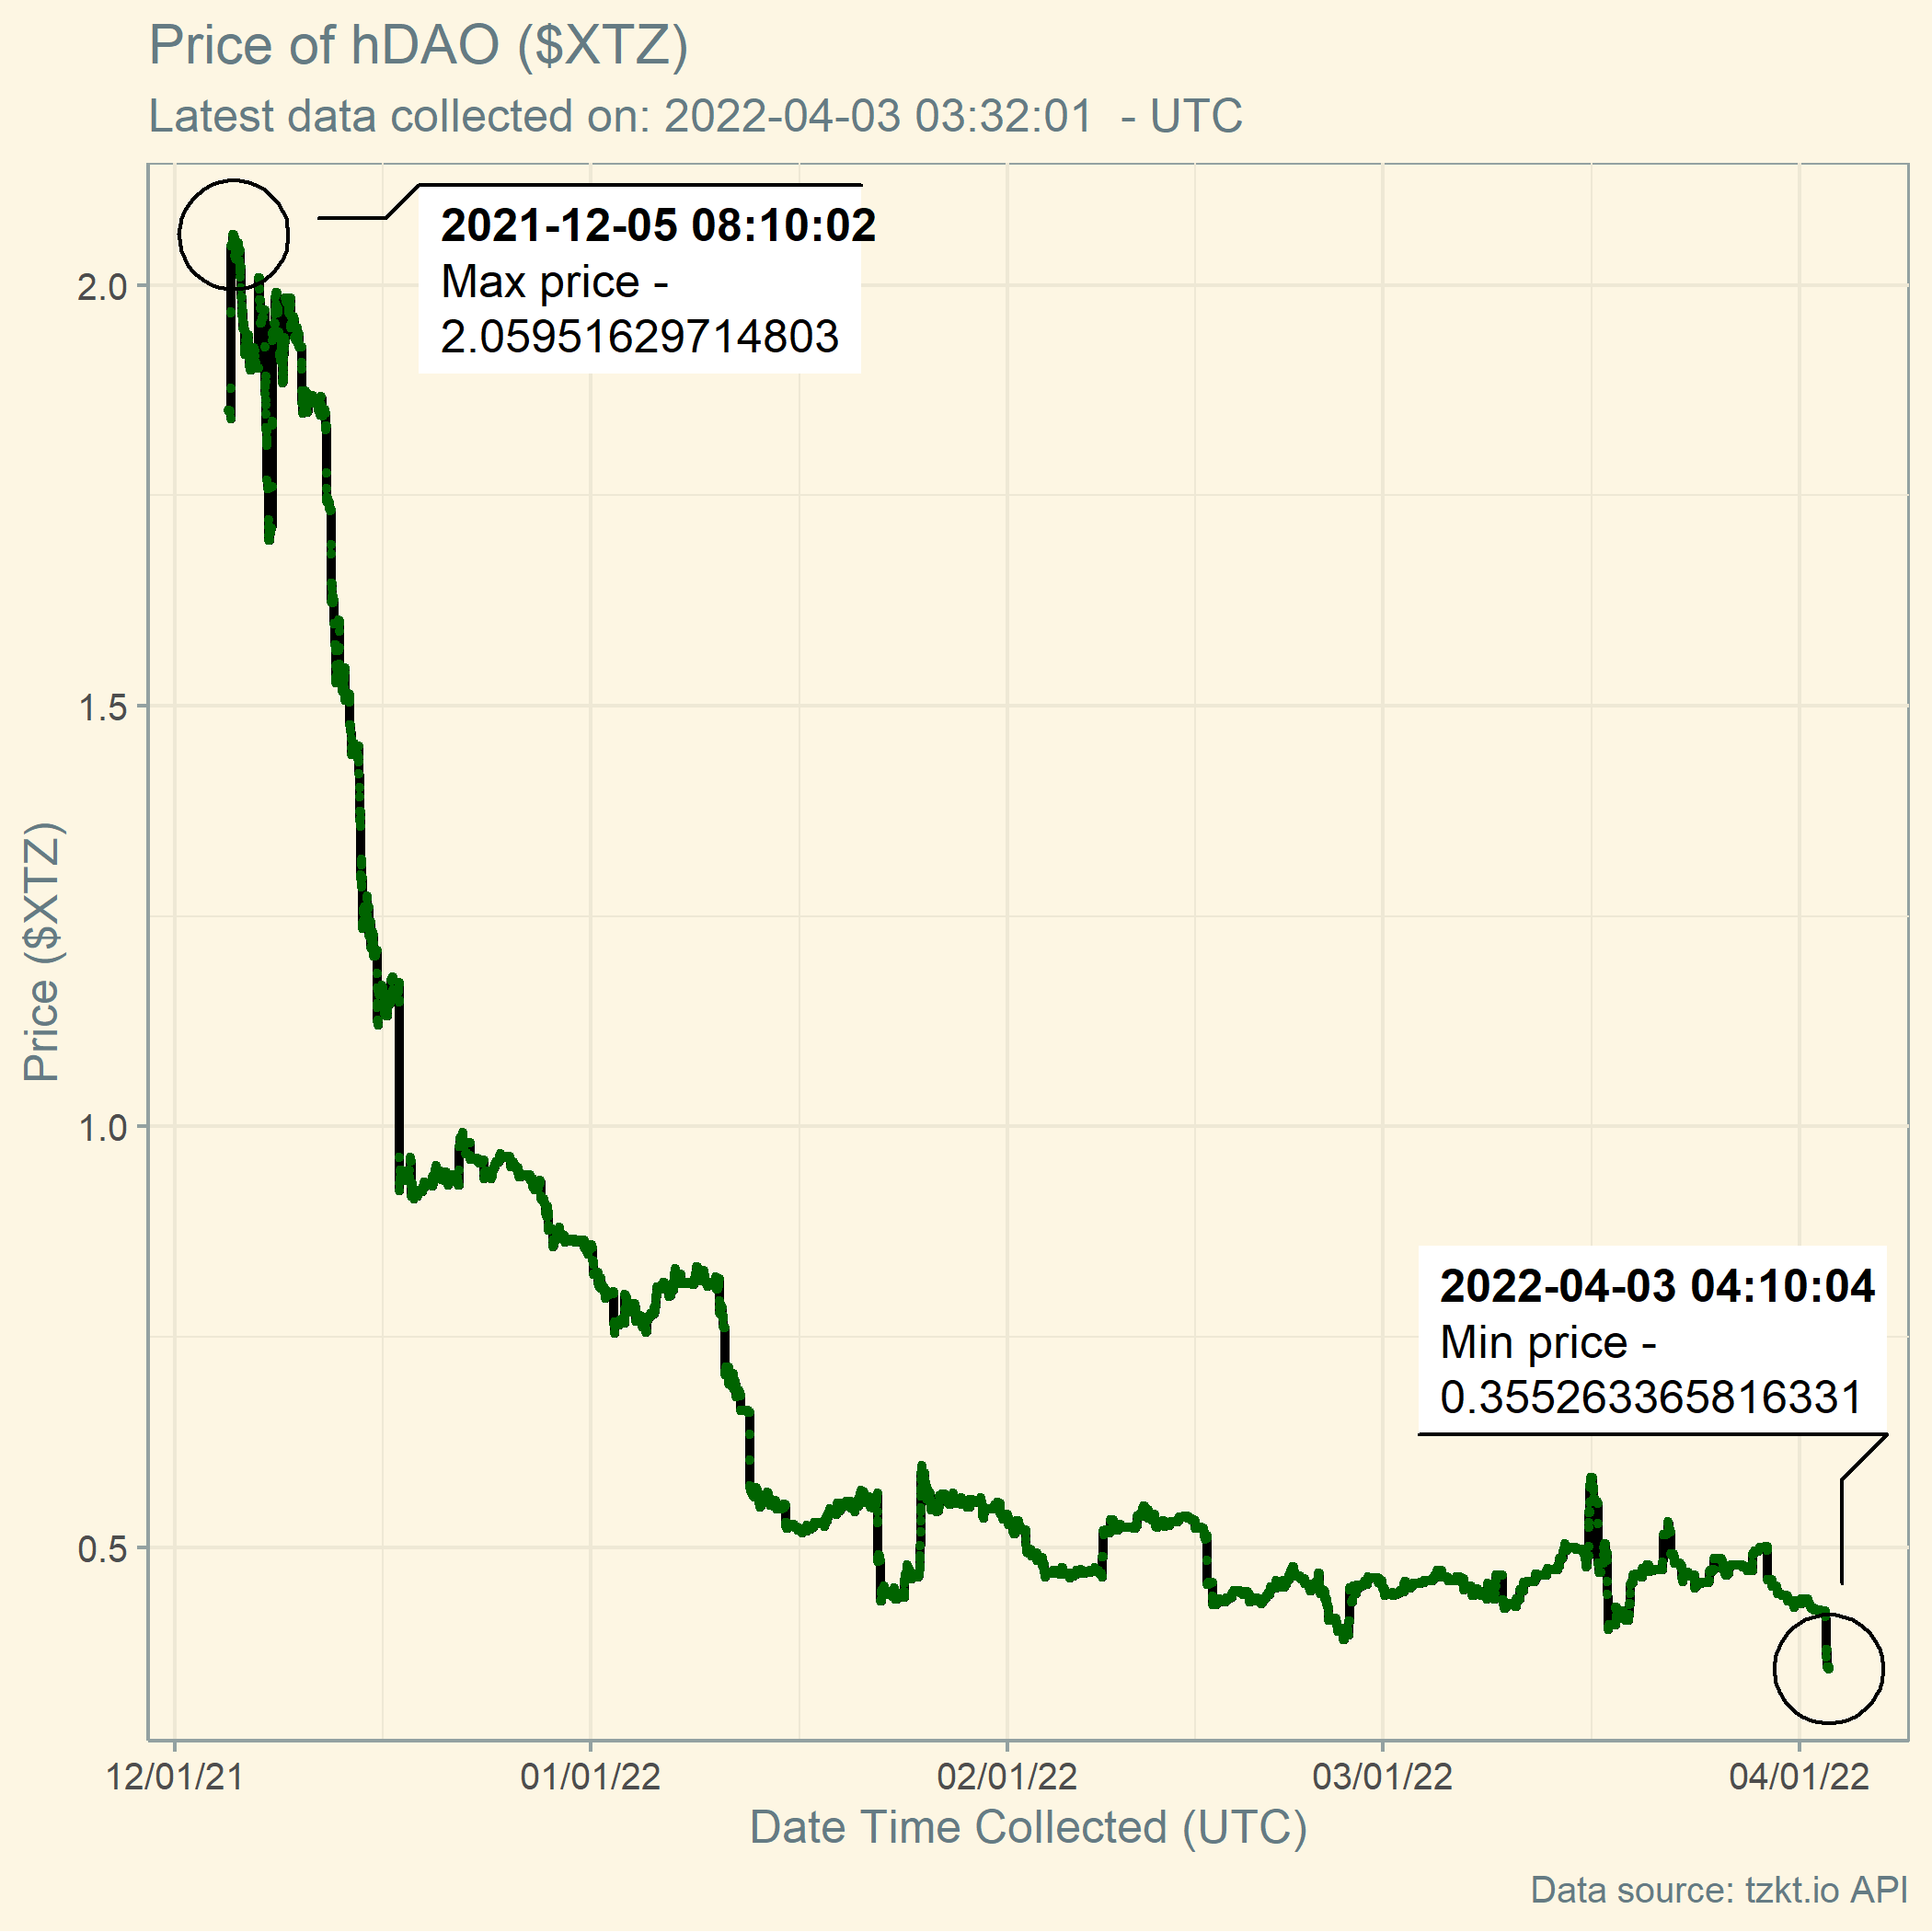 Price of hDAO ($XTZ)
Latest data collected on: 2022-04-03 03:32:01  - UTC
2021-12-05 08:10:02
Max price -
2.05951629714803
2.0
1.5
1.0
0.5
Price ($XTZ)
2022-04-03 04:10:04
Min price -
0.355263365816331
12/01/21
01/01/22
02/01/22
03/01/22
04/01/22
Date Time Collected (UTC)
Data source: tzkt.io API